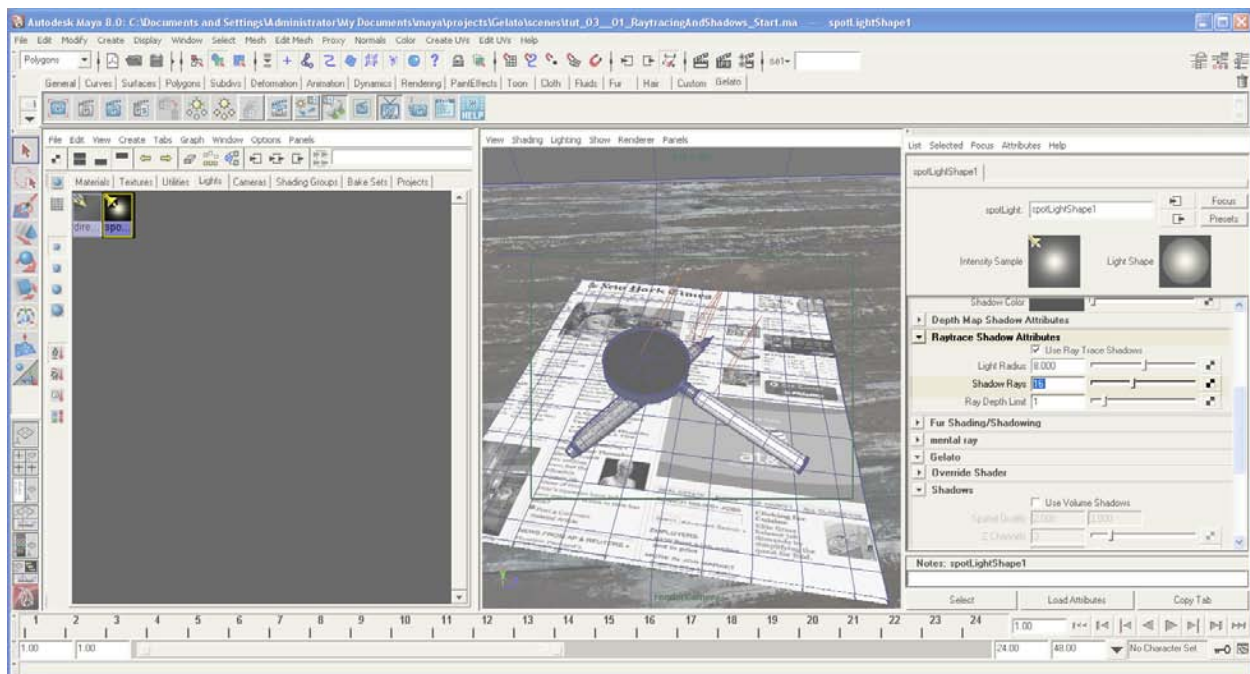 Autodesk Maya 8.0: C:\Documents and Settings\Administrator\My Documents\maya\projects\Gelato\scenes\tut_03__01_RaytracingAndShadows_Start.ma --- spotLightShape1
File Edit Modify Create Display Window Select Mesh Edit Mesh Proxy Normals Color Create UVs Edit UVs Help
Polygons sel-
General Curves Surfaces Polygons Subdivs Deformation Animation Dynamics Rendering PaintEffects Toon Cloth Fluids Fur Hair Custom Gelato
HELP
File Edit View Create Tabs Graph Window Options Panels
Materials Textures Utilities Lights Cameras Shading Groups Bake Sets Projects
dire... spo...
View Shading Lighting Show Renderer Panels
List Selected Focus Attributes Help
spotLightShape1
spotLight: spotLightShape1 Focus
Presets
Intensity Sample Light Shape
Shadow Color
Depth Map Shadow Attributes
Raytrace Shadow Attributes
Use Ray Trace Shadows
Light Radius 8.000
Shadow Rays 16
Ray Depth Limit 1
Fur Shading/Shadowing
mental ray
Gelato
Override Shader
Shadows
Use Volume Shadows
Z Channels
Notes: spotLightShape1
Select Load Attributes Copy Tab
1 2 3 4 5 6 7 8 9 10 11 12 13 14 15 16 17 18 19 20 21 22 23 24 1.00
1.00 1.00 24.00 48.00 No Character Set